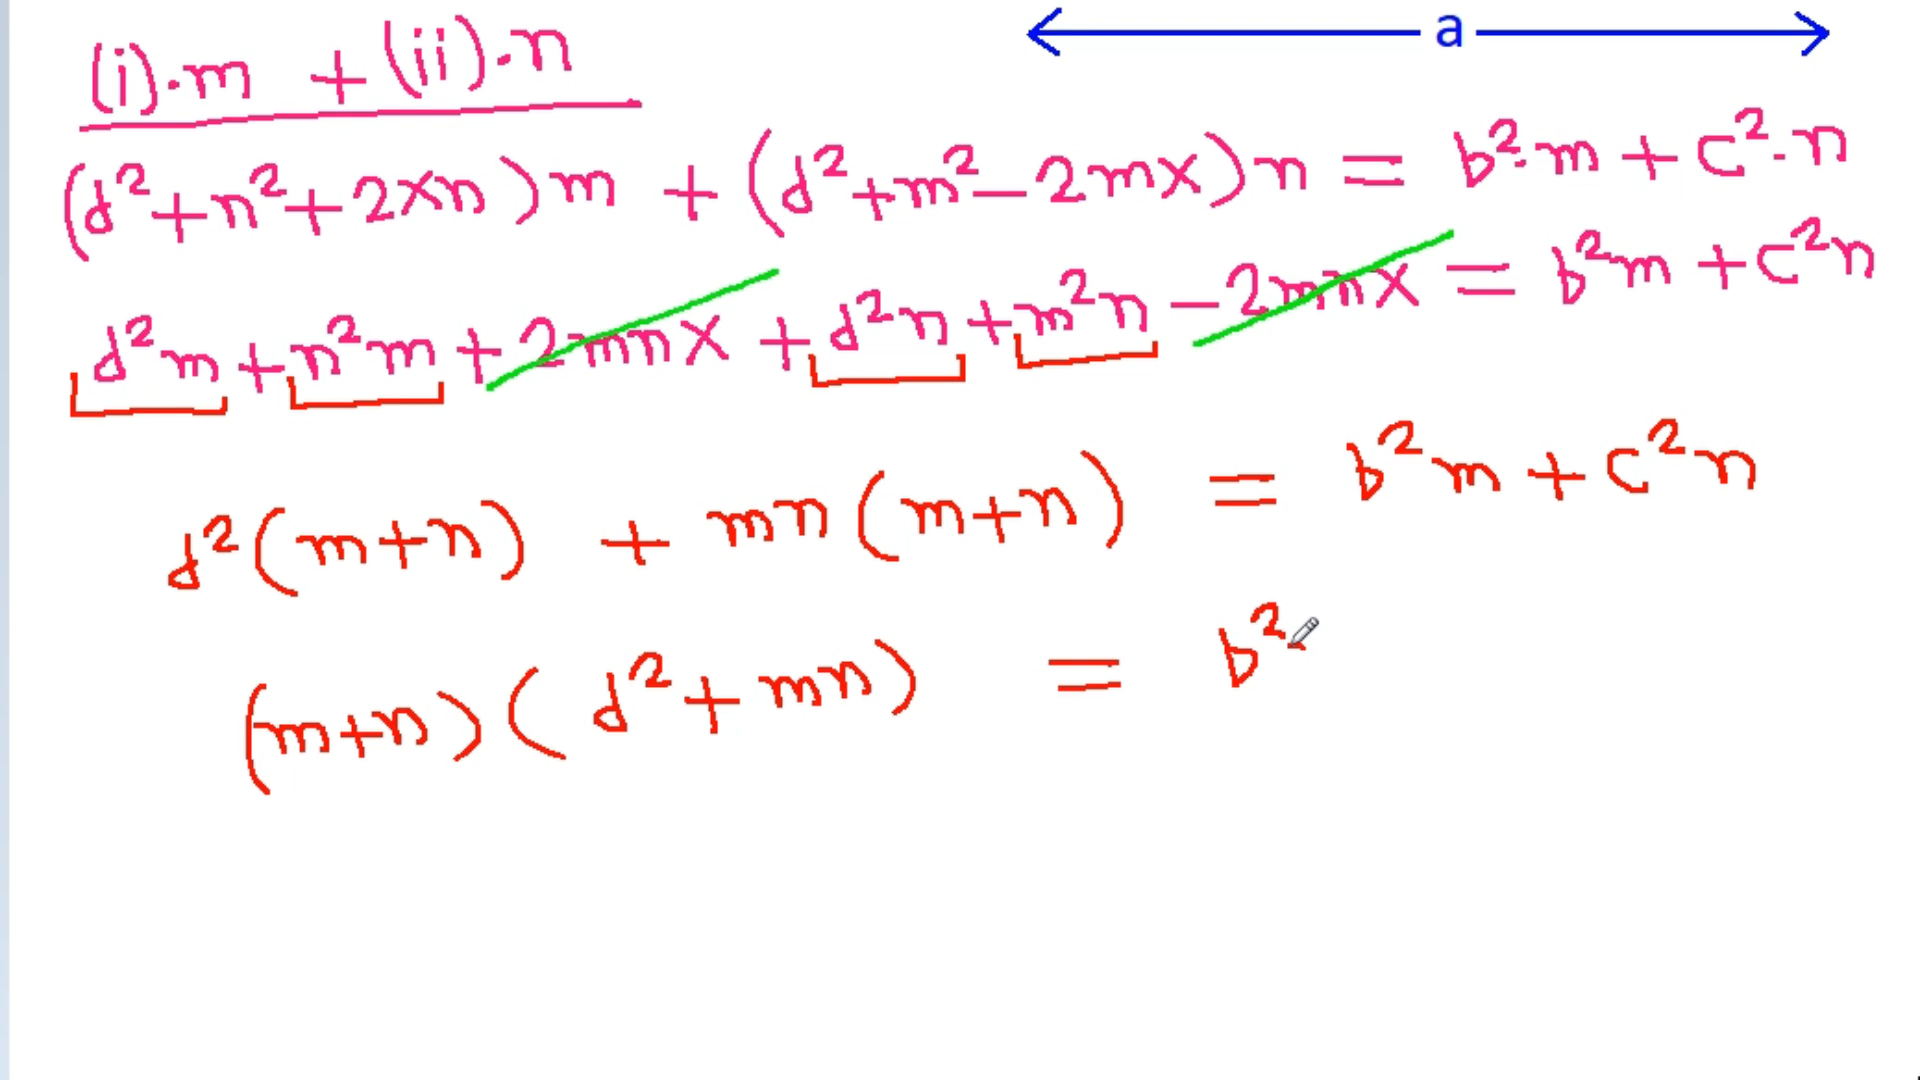 a
(i)·m + (ii)·n
(d²+n²+2xn)m + (d²+m²-2mx)n = b²·m + c²·n
d²m + n²m + 2mnx + d²n + m²n - 2mnx = b²m + c²n
d²(m+n) + mn(m+n) = b²m + c²n
(m+n)(d²+mn) = b²